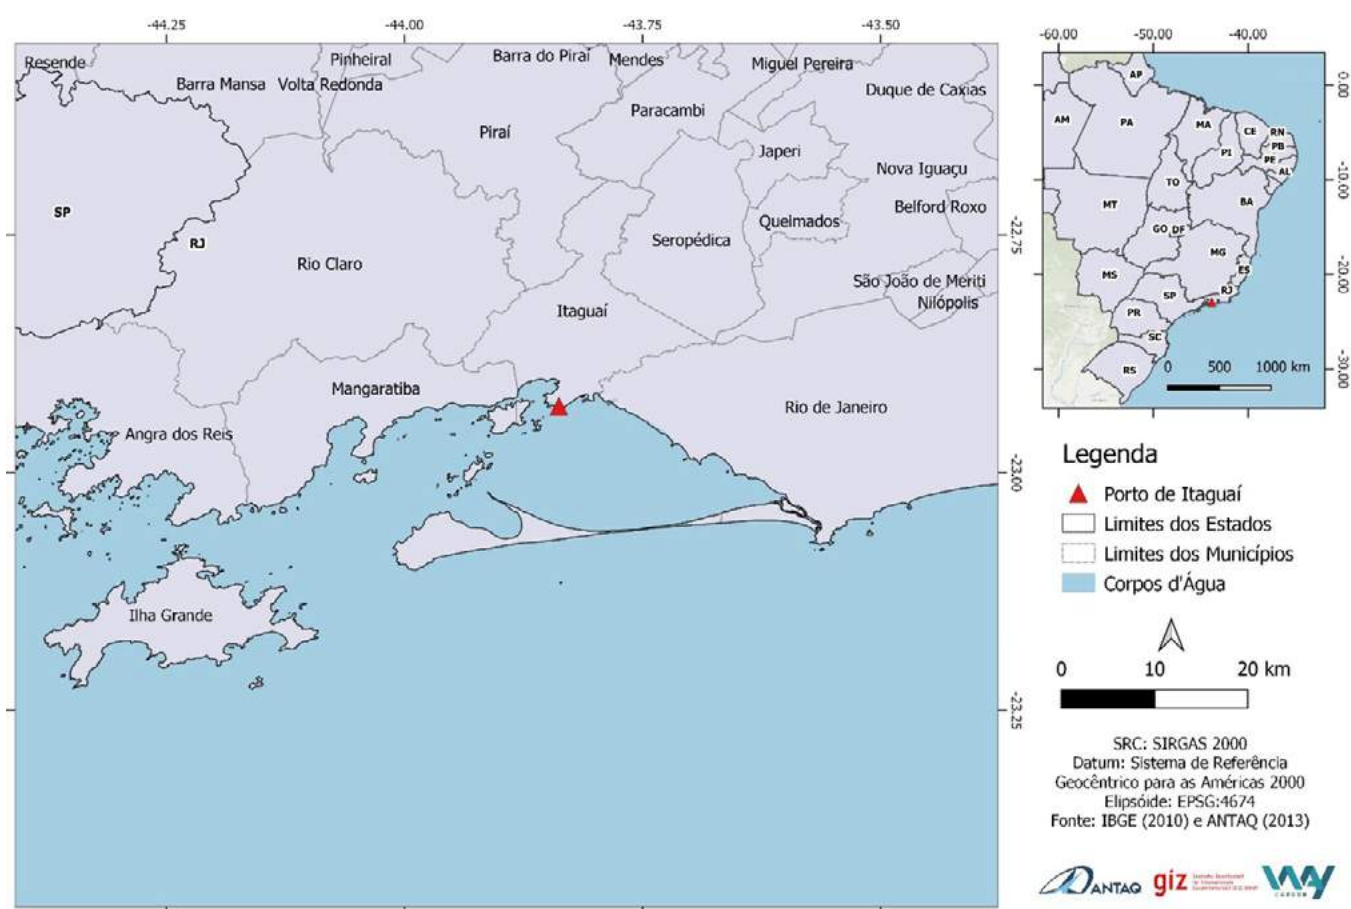 -44.25
-44.00
-43.75
-43.50
Resende
Pinheiral
Barra do Piraí
Mendes
Miguel Pereira
Barra Mansa
Volta Redonda
Duque de Caxias
Paracambi
Piraí
Japeri
Nova Iguaçu
SP
Belford Roxo
Queimados
RJ
Seropédica
Rio Claro
São João de Meriti
Nilópolis
Itaguaí
Mangaratiba
Rio de Janeiro
Angra dos Reis
Ilha Grande
-22.75
-23.00
-23.25
-60.00
-50.00
-40.00
0.00
-10.00
-20.00
-30.00
AP
AM
PA
MA
CE
RN
PB
PI
PE
AL
TO
MT
BA
GO
DF
MG
MS
ES
SP
RJ
PR
SC
RS
0 500 1000 km
Legenda
Porto de Itaguaí
Limites dos Estados
Limites dos Municípios
Corpos d'Água
0 10 20 km
SRC: SIRGAS 2000
Datum: Sistema de Referência
Geocêntrico para as Américas 2000
Elipsóide: EPSG:4674
Fonte: IBGE (2010) e ANTAQ (2013)
ANTAQ
giz
WAY
CARBON